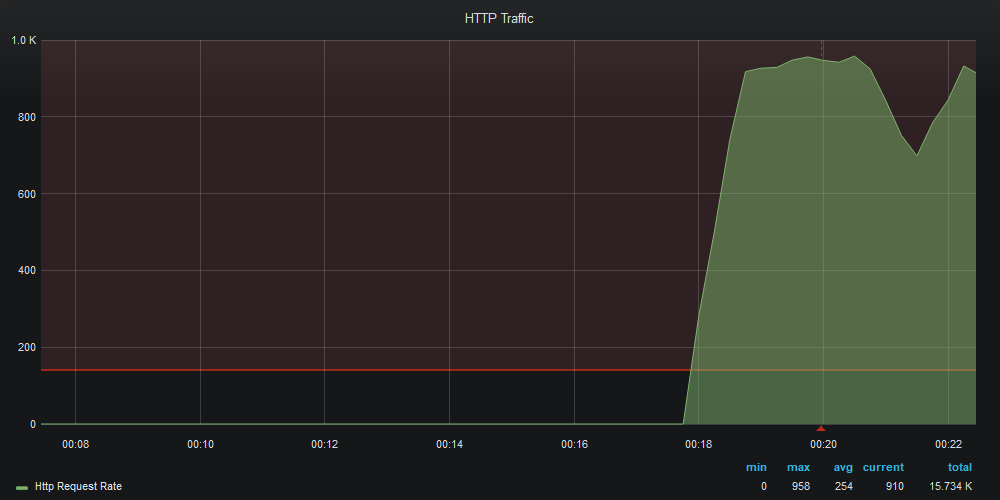 HTTP Traffic
1.0 K
800
600
400
200
0
00:08 00:10 00:12 00:14 00:16 00:18 00:20 00:22
min max avg current total
Http Request Rate 0 958 254 910 15.734 K